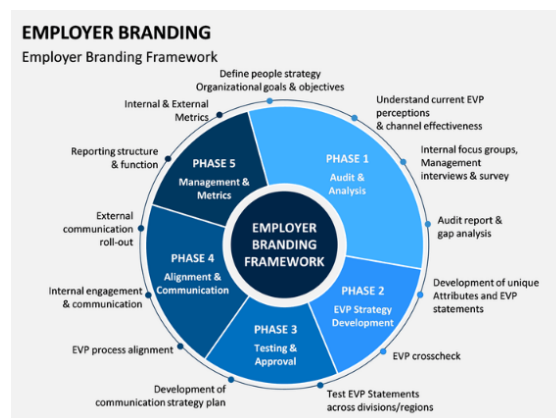 EMPLOYER BRANDING
Employer Branding Framework
Define people strategy
Organizational goals & objectives
Understand current EVP
perceptions
& channel effectiveness
Internal focus groups,
Management
interviews & survey
Audit report &
gap analysis
Development of unique
Attributes and EVP
statements
EVP crosscheck
Test EVP Statements
across divisions/regions
Development of
communication strategy plan
EVP process alignment
Internal engagement
& communication
External
communication
roll-out
Reporting structure
& function
Internal & External
Metrics
PHASE 1
Audit &
Analysis
PHASE 2
EVP Strategy
Development
PHASE 3
Testing &
Approval
PHASE 4
Alignment &
Communication
PHASE 5
Management &
Metrics
EMPLOYER
BRANDING
FRAMEWORK